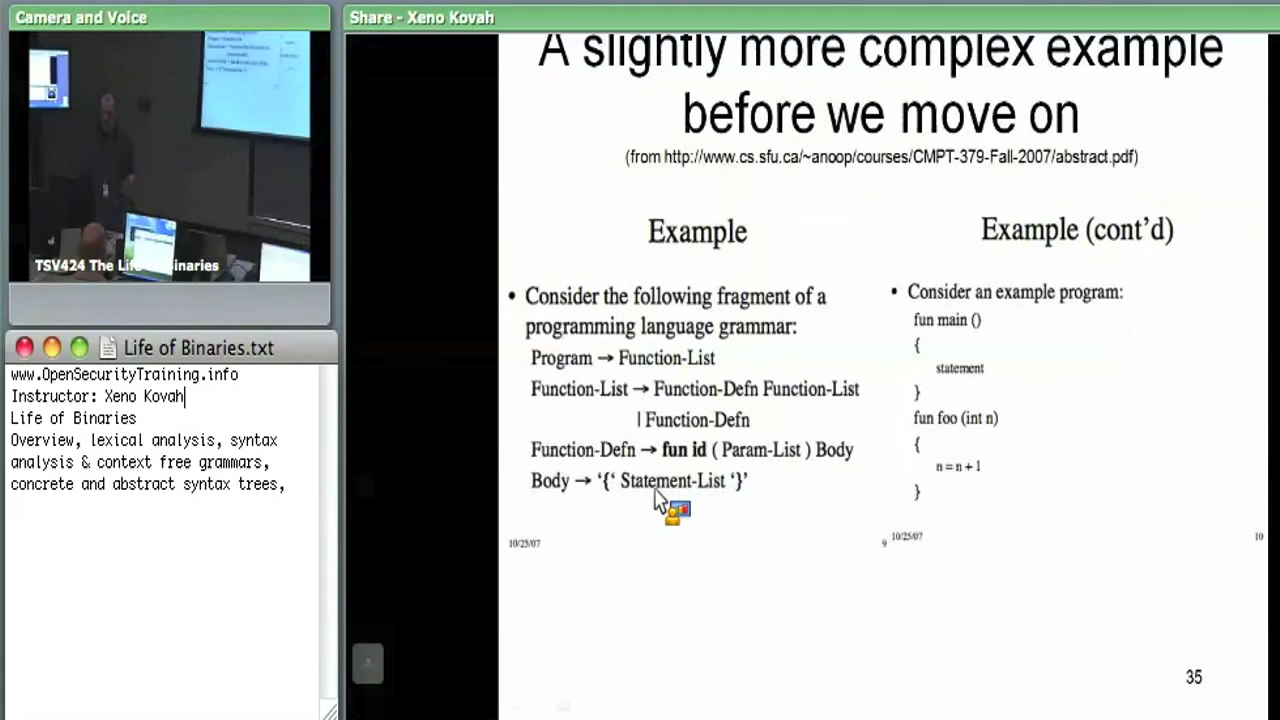 Camera and Voice
TSV424 The Life of Binaries
Life of Binaries.txt
www.OpenSecurityTraining.info
Instructor: Xeno Kovah
Life of Binaries
Overview, lexical analysis, syntax
analysis & context free grammars,
concrete and abstract syntax trees,
Share - Xeno Kovah
A slightly more complex example
before we move on
(from http://www.cs.sfu.ca/~anoop/courses/CMPT-379-Fall-2007/abstract.pdf)
Example
• Consider the following fragment of a
programming language grammar:
Program → Function-List
Function-List → Function-Defn Function-List
| Function-Defn
Function-Defn → fun id ( Param-List ) Body
Body → ‘{‘ Statement-List ‘}’
10/25/07
9
Example (cont’d)
• Consider an example program:
fun main ()
{
statement
}
fun foo (int n)
{
n = n + 1
}
10/25/07
10
35